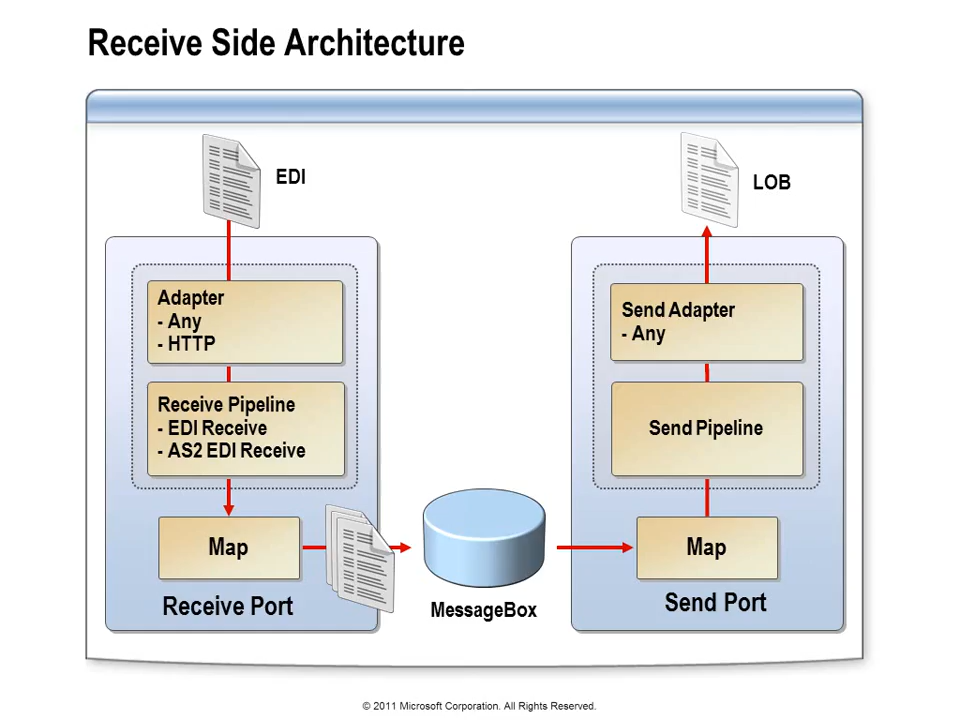 Receive Side Architecture
EDI
Adapter
- Any
- HTTP
Receive Pipeline
- EDI Receive
- AS2 EDI Receive
Map
Receive Port
MessageBox
LOB
Send Adapter
- Any
Send Pipeline
Map
Send Port
© 2011 Microsoft Corporation. All Rights Reserved.